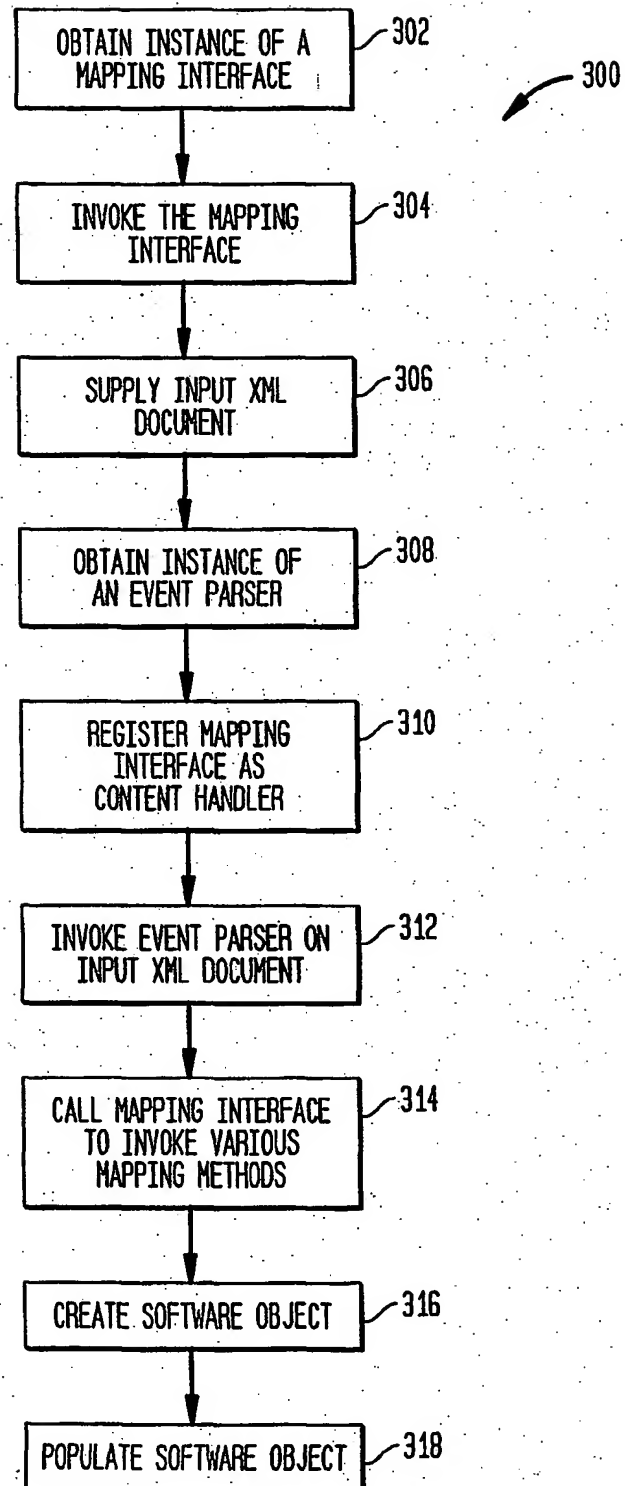 OBTAIN INSTANCE OF A
MAPPING INTERFACE
302
300
INVOKE THE MAPPING
INTERFACE
304
SUPPLY INPUT XML
DOCUMENT
306
OBTAIN INSTANCE OF
AN EVENT PARSER
308
REGISTER MAPPING
INTERFACE AS
CONTENT HANDLER
310
INVOKE EVENT PARSER ON
INPUT XML DOCUMENT
312
CALL MAPPING INTERFACE
TO INVOKE VARIOUS
MAPPING METHODS
314
CREATE SOFTWARE OBJECT
316
POPULATE SOFTWARE OBJECT
318